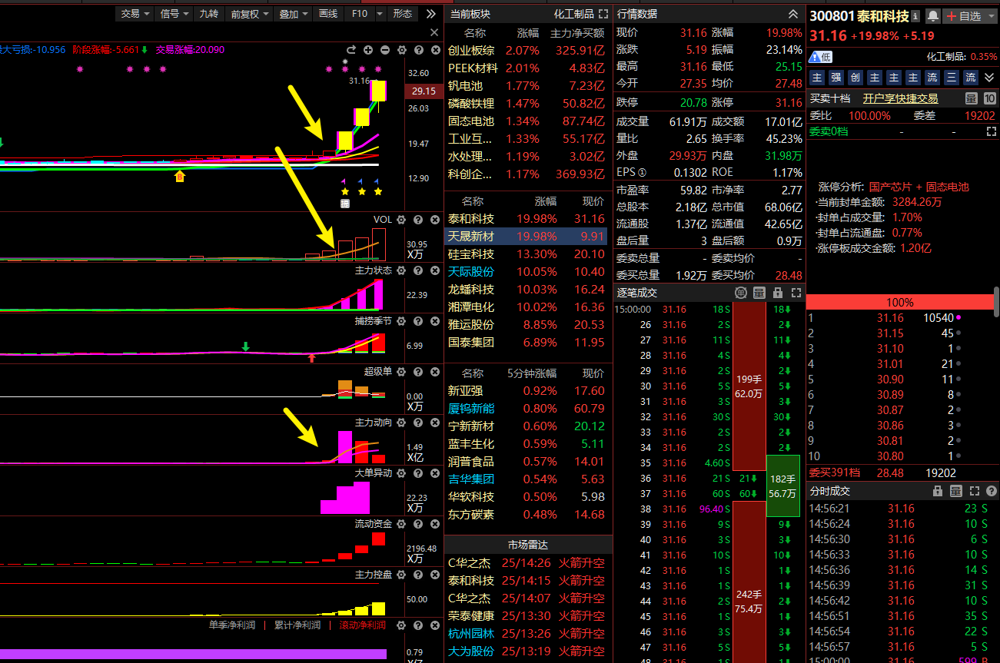 交易 信号 九转 前复权 叠加 画线 F10 形态
最大亏损:-10.956 阶段涨幅:-5.661 交易涨幅:20.090
32.60
31.16
29.15
26.03
19.47
12.90
B
VOL
30.95
X万
主力状态
22.39
捕捞季节
6.99
超级单
0.00
X万
主力动向
1.49
X亿
大单异动
22.23
X万
流动资金
2196.48
X万
主力控盘
50.00
单季净利润 累计净利润 滚动净利润
0.79
当前板块 化工制品
名称 涨幅 主力净买额
创业板综 2.07% 325.91亿
PEEK材料 2.01% 4.83亿
钒电池 1.77% 7.23亿
磷酸铁锂 1.47% 50.82亿
固态电池 1.34% 87.74亿
工业互... 1.33% 55.17亿
水处理... 1.19% 3.02亿
科创企... 1.17% 369.93亿
名称 涨幅 现价
泰和科技 19.98% 31.16
天晟新材 19.98% 9.91
硅宝科技 13.30% 20.10
天际股份 10.05% 10.40
龙蟠科技 10.03% 16.24
湘潭电化 10.02% 16.36
雅运股份 8.85% 20.53
国泰集团 6.89% 11.95
名称 5分钟涨幅 现价
新亚强 0.92% 17.60
厦钨新能 0.80% 60.79
宁新新材 0.60% 20.12
蓝丰生化 0.59% 5.11
润普食品 0.57% 14.01
吉华集团 0.54% 5.63
华软科技 0.50% 5.98
东方碳素 0.48% 14.68
市场雷达
C华之杰 25/14:26 火箭升空
泰和科技 25/14:15 火箭升空
C华之杰 25/14:07 火箭升空
荣泰健康 25/13:30 火箭升空
杭州园林 25/13:26 火箭升空
大为股份 25/13:19 火箭升空
行情数据
现价 31.16 涨幅 19.98%
涨跌 5.19 振幅 23.14%
最高 31.16 最低 25.15
今开 27.35 均价 27.48
跌停 20.78 涨停 31.16
成交量 61.91万 成交额 17.01亿
量比 2.65 换手率 45.23%
外盘 29.93万 内盘 31.98万
EPS① 0.1302 ROE 1.17%
市盈率 59.82 市净率 2.77
总股本 2.18亿 总市值 68.06亿
流通股 1.37亿 流通值 42.65亿
盘后量 3 盘后额 0.9万
委卖总量 - 委卖均价 -
委买总量 1.92万 委买均价 28.48
逐笔成交 单 量
15:00:00 31.16 18 S 18
26 31.16 2 S 2
27 31.16 11 S 11
28 31.16 4 S 4
29 31.16 2 S 2
30 31.16 5 S 5
31 31.16 3 S 3
32 31.16 30 S 30
33 31.16 2 S 2
34 31.16 2 S 2
35 31.16 4.60 S
36 31.16 21 S 21
37 31.16 60 S 60
38 31.16 96.40 S
39 31.16 9 S 9
40 31.16 3 S 3
41 31.16 10 S 10
42 31.16 1 S 1
43 31.16 1 S 1
44 31.16 2 S 2
45 31.16 1 S 1
46 31.16 3 S 3
47 31.16 5 S 5
48 31.16 1 S 1
199手
62.0万
182手
56.7万
242手
75.4万
300801 泰和科技 自选
31.16 +19.98% +5.19
低 化工制品: 0.35%
主 强 创 主 主 主 流 三 流
买卖十档 开户享快捷交易 量 10
委比 100.00% 委差 19202
委卖0档 - -
涨停分析: 国产芯片 + 固态电池
·当前封单金额: 3284.26万
·封单占成交量: 1.70%
·封单占流通盘: 0.77%
·涨停板成交金额: 1.20亿
100%
1 31.16 10540
2 31.15 45
3 31.10 1
4 31.01 21
5 30.90 11
6 30.89 8
7 30.87 2
8 30.86 3
9 30.81 2
10 30.80 1
委买391档 28.48 19202
分时成交 量
14:56:21 31.16 23 S
14:56:24 31.16 10 S
14:56:30 31.16 6 S
14:56:33 31.16 10 S
14:56:36 31.16 14 S
14:56:39 31.16 31 S
14:56:42 31.16 10 S
14:56:51 31.16 35 S
14:56:54 31.16 22 S
14:56:57 31.16 5 S
15:00:00 31.16 599 B